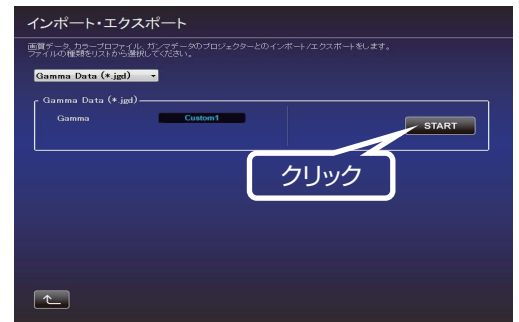 インポート・エクスポート
画質データ, カラープロファイル, ガンマデータのプロジェクターとのインポート/エクスポートをします。
ファイルの種類をリストから選択してください。
Gamma Data (*.jgd)
Gamma Data (*.jgd)
Gamma Custom1
START
クリック